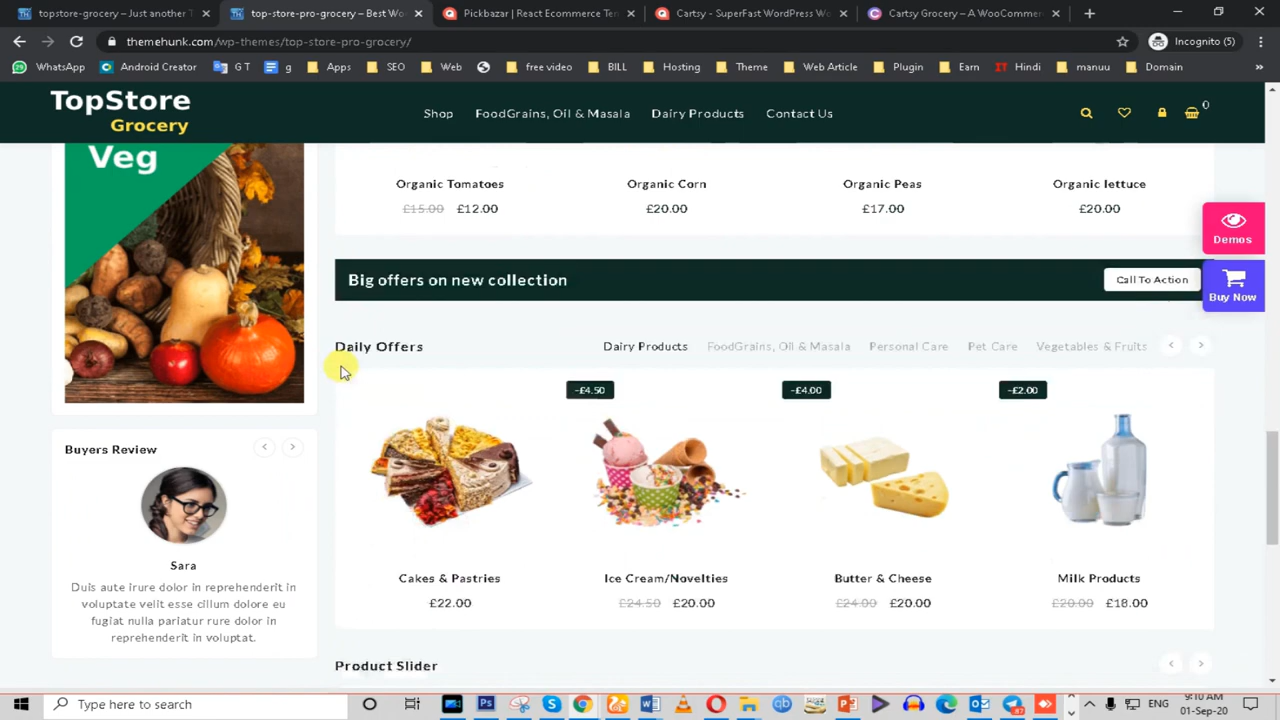 topstore-grocery – Just another T
top-store-pro-grocery – Best Wo
Pickbazar | React Ecommerce Ten
Cartsy - SuperFast WordPress Wo
Cartsy Grocery – A WooCommer
themehunk.com/wp-themes/top-store-pro-grocery/
Incognito (5)
WhatsApp
Android Creator
G T
g
Apps
SEO
Web
free video
BILL
Hosting
Theme
Web Article
Plugin
Earn
Hindi
manuu
Domain
»
TopStore
Grocery
Shop
FoodGrains, Oil & Masala
Dairy Products
Contact Us
0
Veg
Organic Tomatoes
Organic Corn
Organic Peas
Organic lettuce
£15.00 £12.00
£20.00
£17.00
£20.00
Demos
Buy Now
Big offers on new collection
Call To Action
Daily Offers
Dairy Products
FoodGrains, Oil & Masala
Personal Care
Pet Care
Vegetables & Fruits
-£4.50
-£4.00
-£2.00
Cakes & Pastries
Ice Cream/Novelties
Butter & Cheese
Milk Products
£22.00
£24.50 £20.00
£24.00 £20.00
£20.00 £18.00
Buyers Review
Sara
Duis aute irure dolor in reprehenderit in
voluptate velit esse cillum dolore eu
fugiat nulla pariatur rure dolor in
reprehenderit in voluptat.
Product Slider
Type here to search
ENG
9:10 AM
01-Sep-20